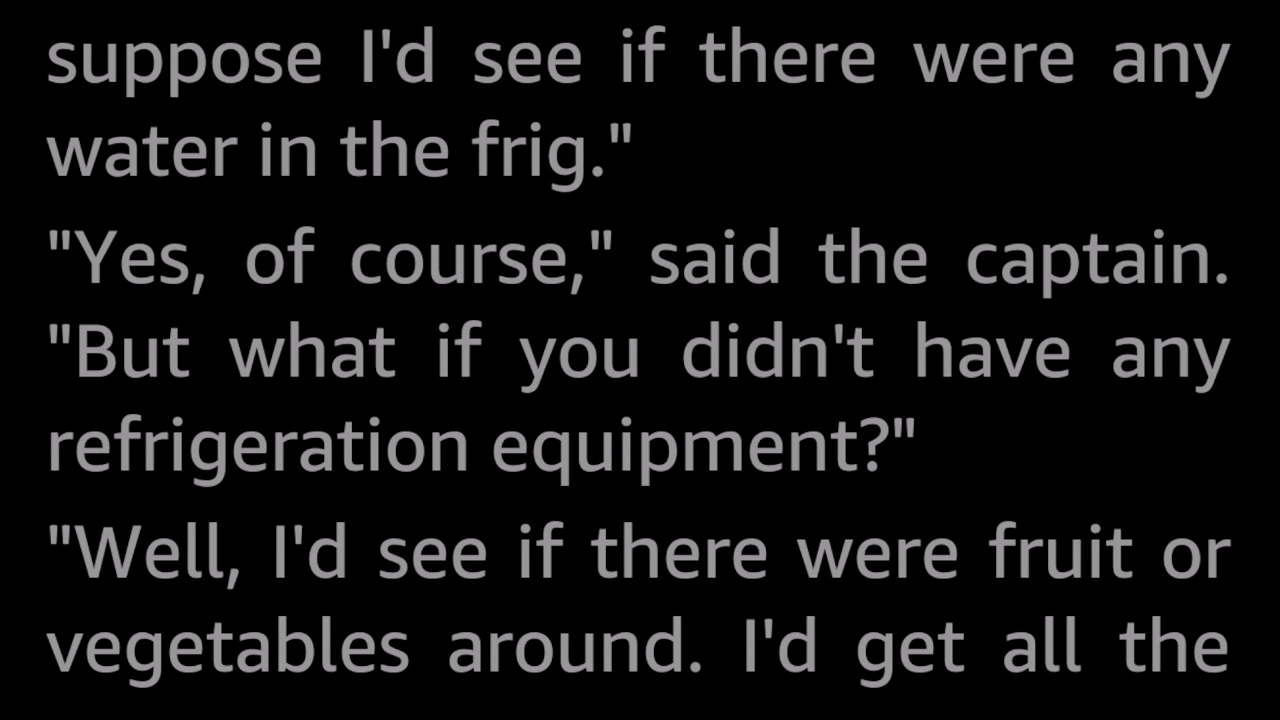 suppose I'd see if there were any
water in the frig."
"Yes, of course," said the captain.
"But what if you didn't have any
refrigeration equipment?"
"Well, I'd see if there were fruit or
vegetables around. I'd get all the